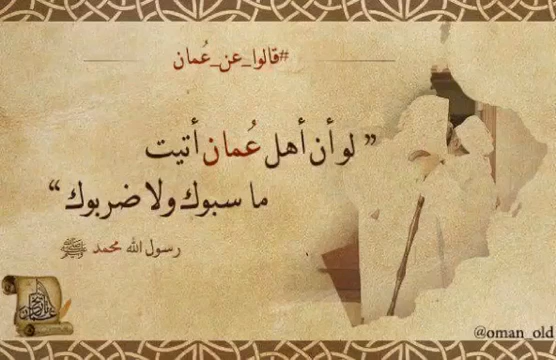 #قالوا_عن_عُمان
" لو أن أهل عُمان أتيت
ما سبوك ولا ضربوك "
رسول الله محمد ﷺ
@oman_old